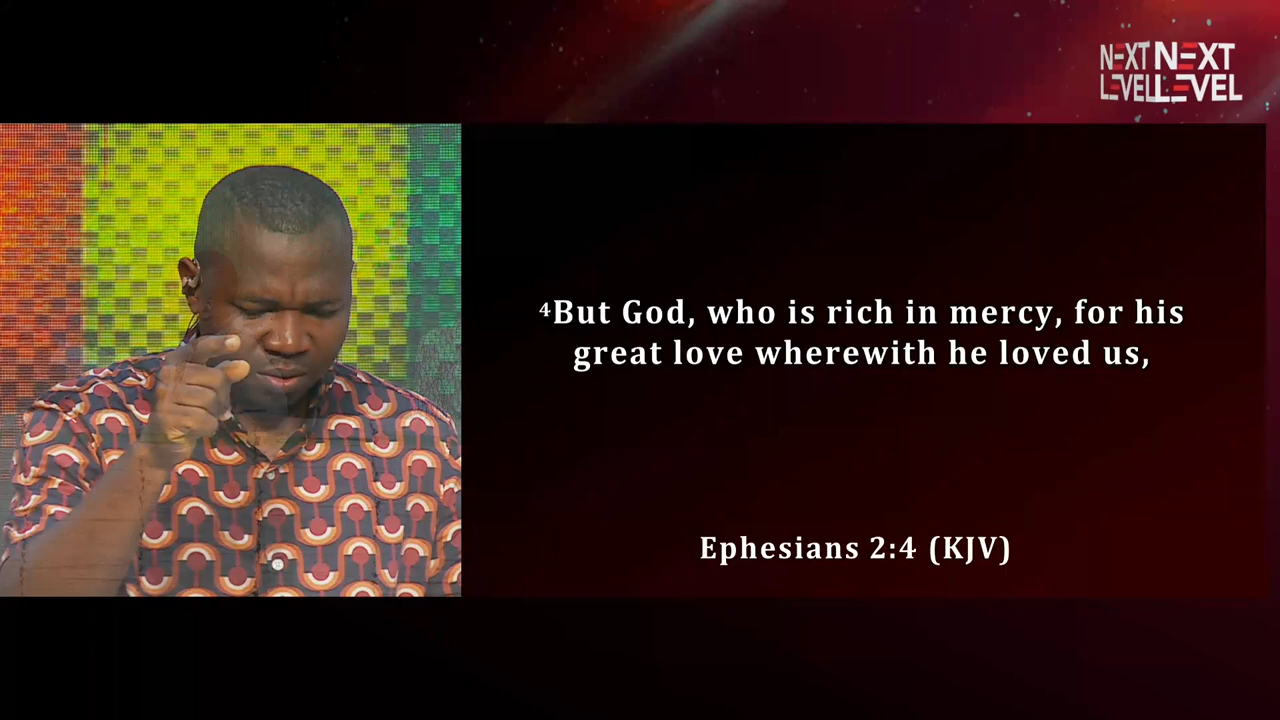 NEXT NEXT
LEVEL LEVEL
⁴But God, who is rich in mercy, for his
great love wherewith he loved us,
Ephesians 2:4 (KJV)